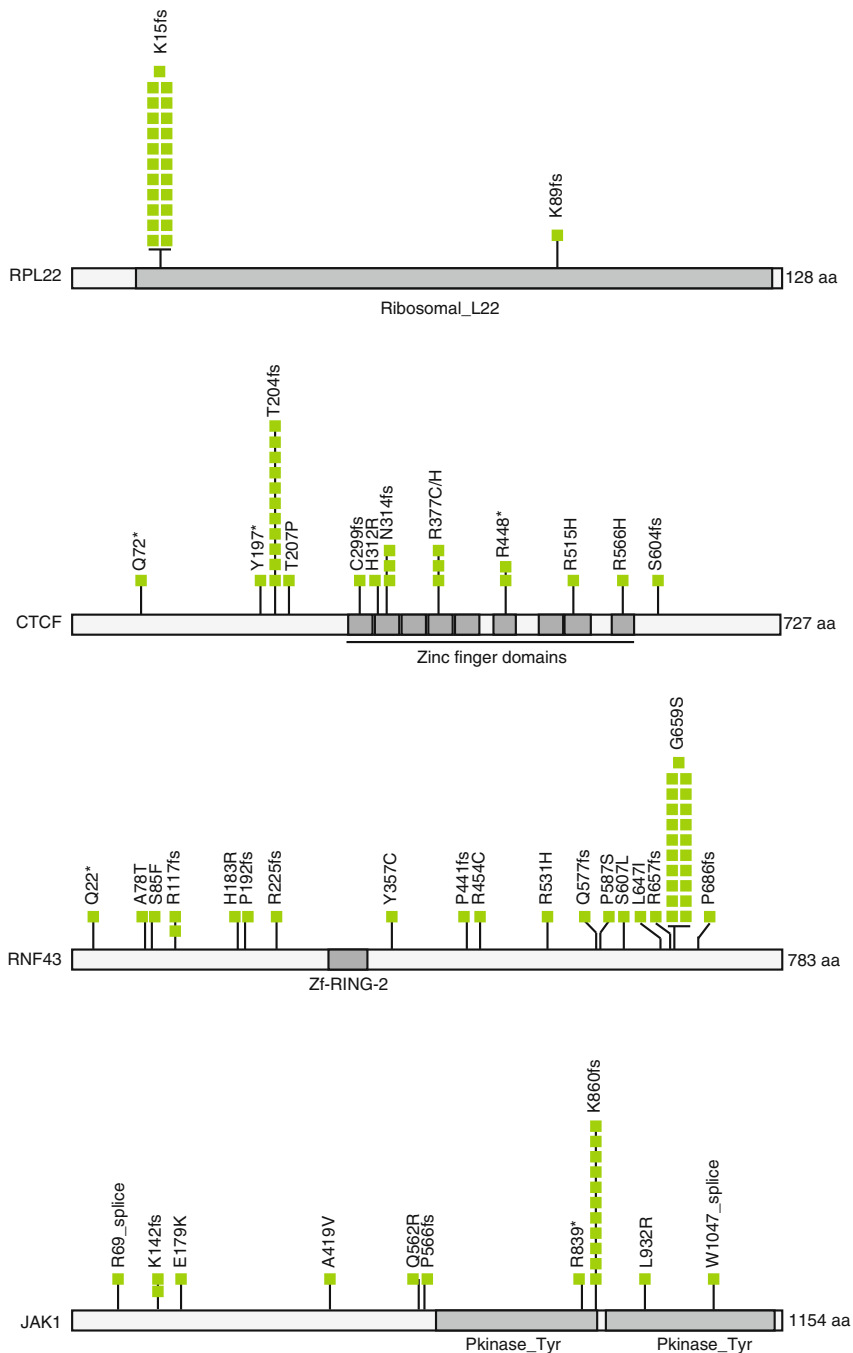 K15fs
K89fs
RPL22
128 aa
Ribosomal_L22
Q72*
Y197*
T204fs
T207P
C299fs
H312R
N314fs
R377C/H
R448*
R515H
R566H
S604fs
CTCF
727 aa
Zinc finger domains
Q22*
A78T
S85F
R117fs
H183R
P192fs
R225fs
Y357C
P441fs
R454C
R531H
Q577fs
P587S
S607L
L647I
R657fs
G659S
P686fs
RNF43
783 aa
Zf-RING-2
R69_splice
K142fs
E179K
A419V
Q562R
P566fs
R839*
K860fs
L932R
W1047_splice
JAK1
1154 aa
Pkinase_Tyr
Pkinase_Tyr